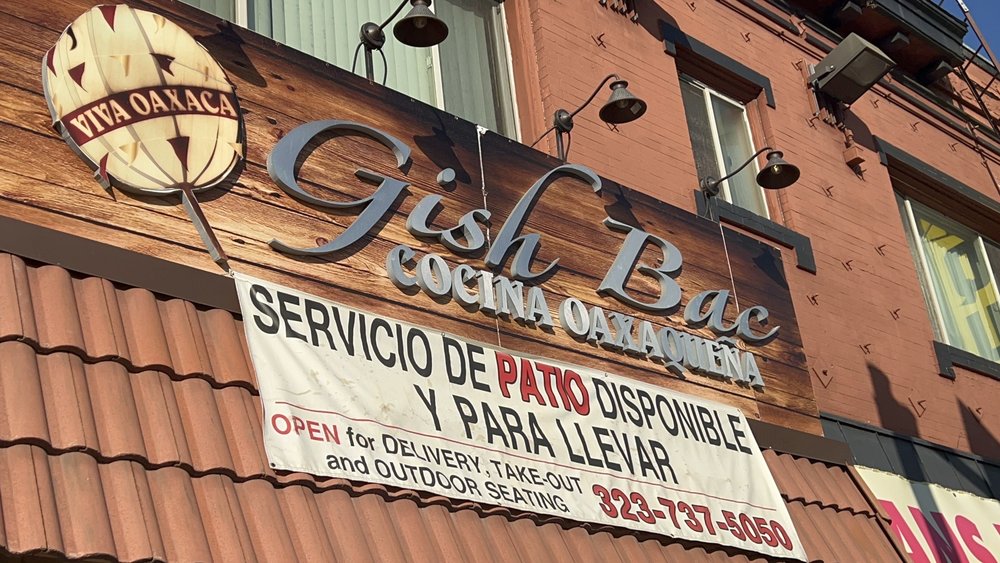 VIVA OAXACA
Gish Bac
COCINA OAXAQUEÑA
SERVICIO DE PATIO DISPONIBLE
Y PARA LLEVAR
OPEN for DELIVERY, TAKE-OUT
and OUTDOOR SEATING
323-737-5050